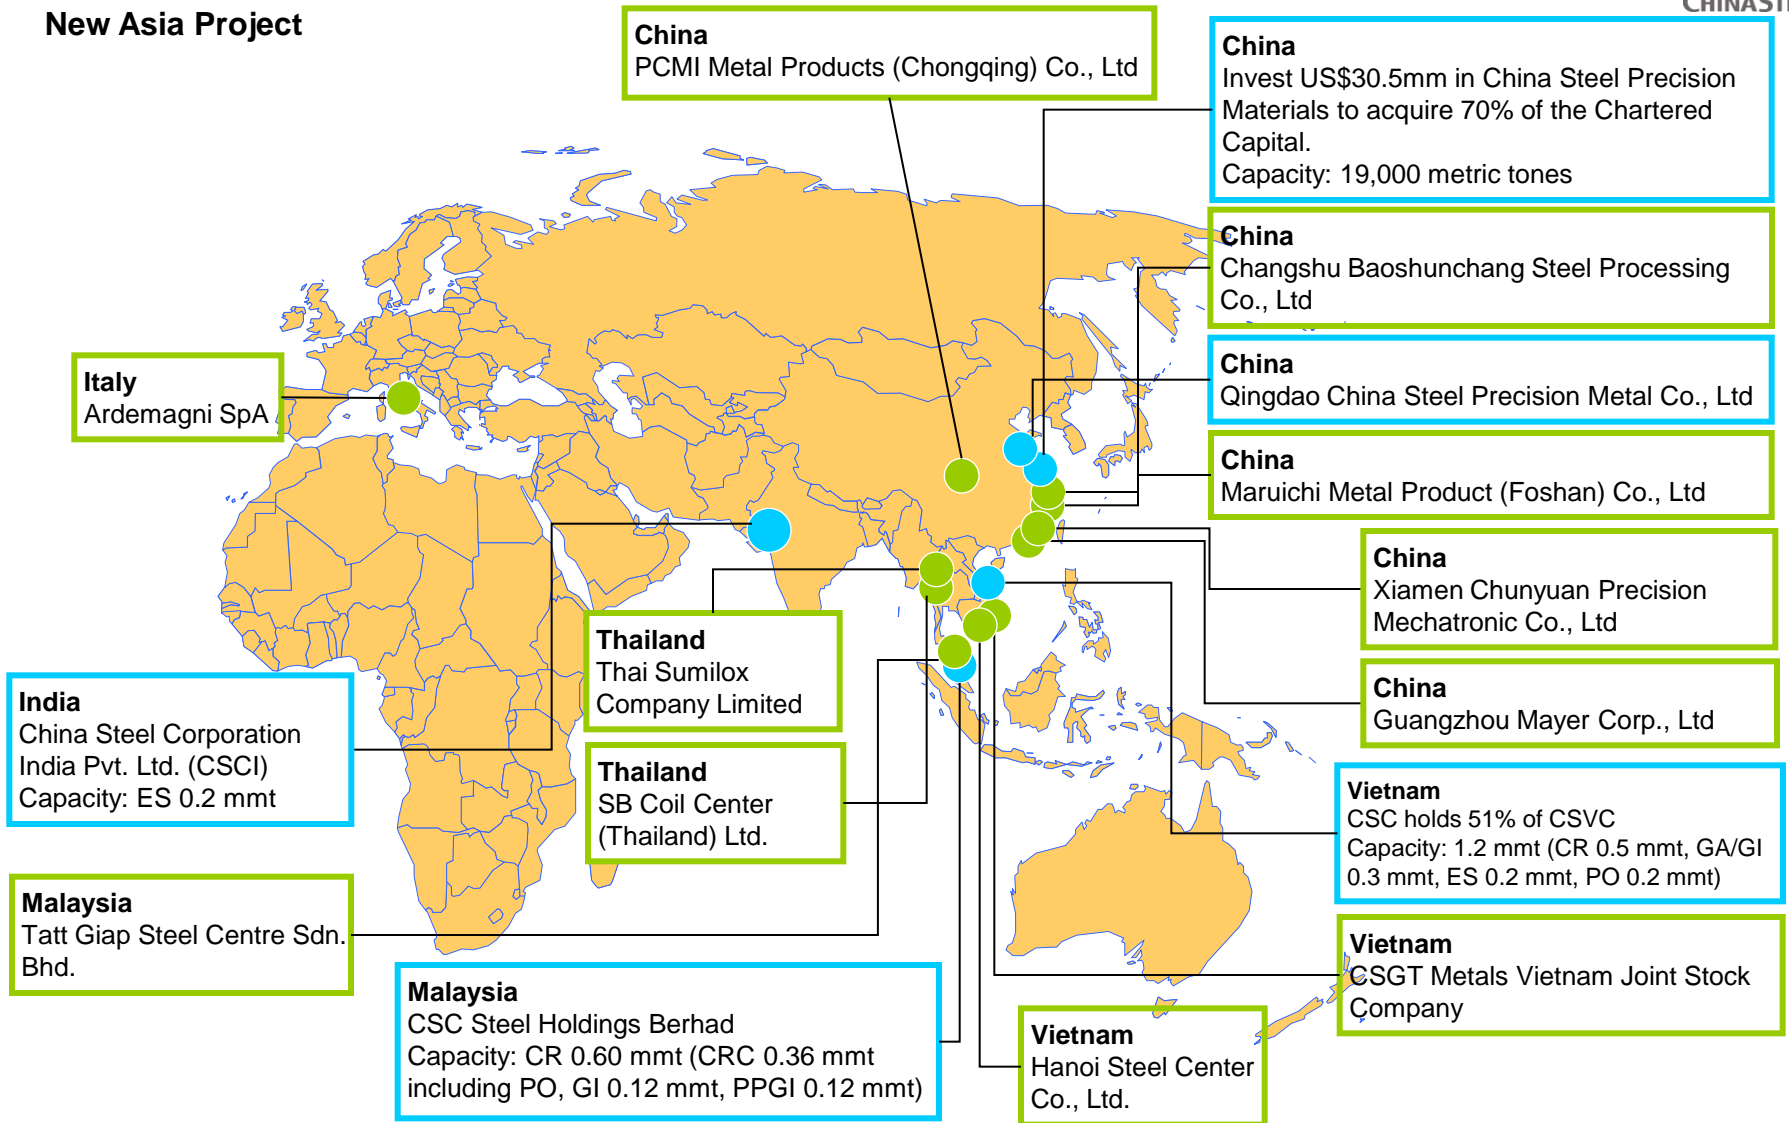 New Asia Project
China
PCMI Metal Products (Chongqing) Co., Ltd
China
Invest US$30.5mm in China Steel Precision
Materials to acquire 70% of the Chartered
Capital.
Capacity: 19,000 metric tones
China
Changshu Baoshunchang Steel Processing
Co., Ltd
China
Qingdao China Steel Precision Metal Co., Ltd
Italy
Ardemagni SpA
China
Maruichi Metal Product (Foshan) Co., Ltd
China
Xiamen Chunyuan Precision
Mechatronic Co., Ltd
Thailand
Thai Sumilox
Company Limited
China
Guangzhou Mayer Corp., Ltd
India
China Steel Corporation
India Pvt. Ltd. (CSCI)
Capacity: ES 0.2 mmt
Thailand
SB Coil Center
(Thailand) Ltd.
Vietnam
CSC holds 51% of CSVC
Capacity: 1.2 mmt (CR 0.5 mmt, GA/GI
0.3 mmt, ES 0.2 mmt, PO 0.2 mmt)
Malaysia
Tatt Giap Steel Centre Sdn.
Bhd.
Vietnam
CSGT Metals Vietnam Joint Stock
Company
Malaysia
CSC Steel Holdings Berhad
Capacity: CR 0.60 mmt (CRC 0.36 mmt
including PO, GI 0.12 mmt, PPGI 0.12 mmt)
Vietnam
Hanoi Steel Center
Co., Ltd.